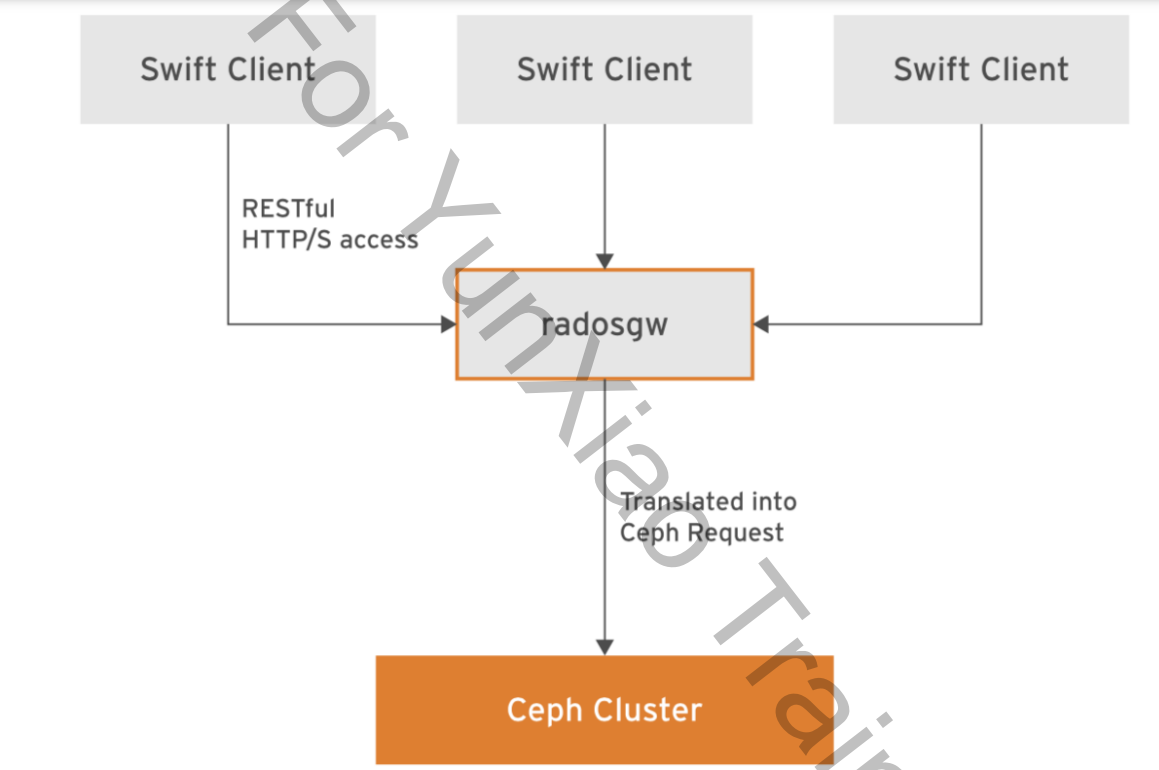 Swift Client
Swift Client
Swift Client
RESTful
HTTP/S access
radosgw
Translated into
Ceph Request
Ceph Cluster
For YunXiao Train